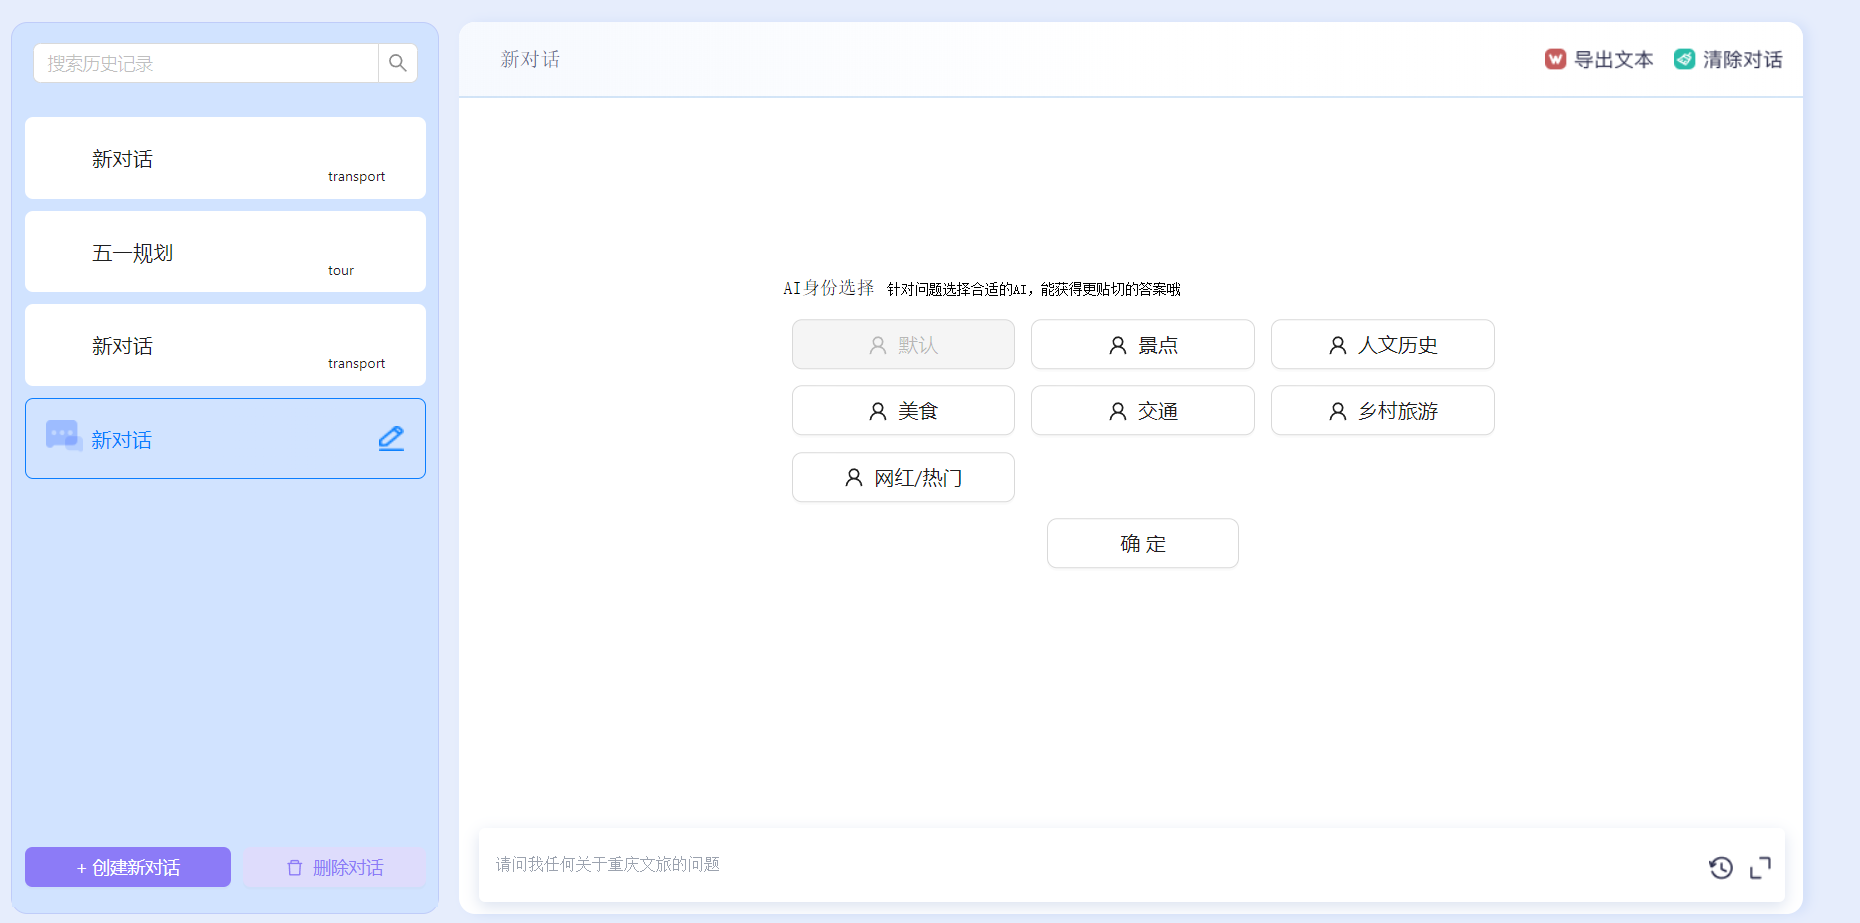 搜索历史记录
新对话
transport
五一规划
tour
新对话
transport
新对话
+ 创建新对话
删除对话
新对话
导出文本
清除对话
AI身份选择 针对问题选择合适的AI，能获得更贴切的答案哦
默认
景点
人文历史
美食
交通
乡村旅游
网红/热门
确 定
请问我任何关于重庆文旅的问题